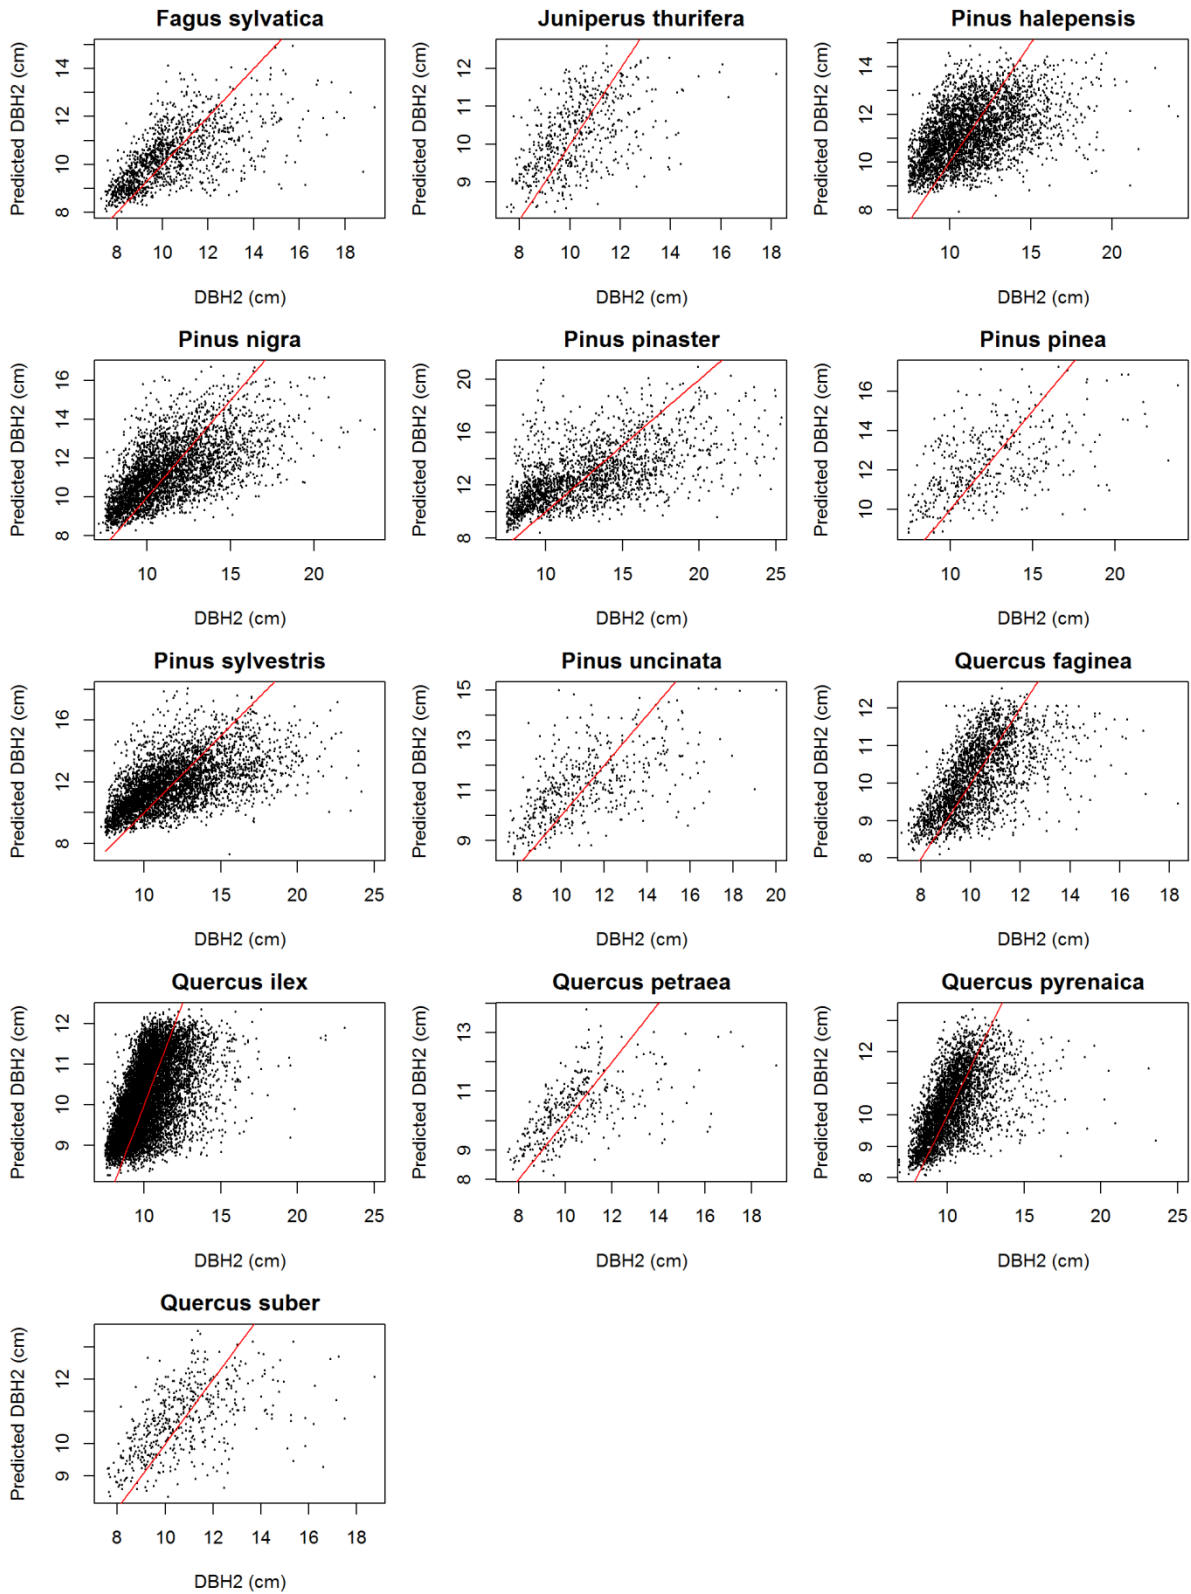 Fagus sylvatica
Predicted DBH2 (cm)
14
12
10
8
8 10 12 14 16 18
DBH2 (cm)
Juniperus thurifera
Predicted DBH2 (cm)
12
11
9
8 10 12 14 16 18
DBH2 (cm)
Pinus halepensis
Predicted DBH2 (cm)
14
12
10
8
10 15 20
DBH2 (cm)
Pinus nigra
Predicted DBH2 (cm)
16
14
12
10
8
10 15 20
DBH2 (cm)
Pinus pinaster
Predicted DBH2 (cm)
20
16
12
8
10 15 20 25
DBH2 (cm)
Pinus pinea
Predicted DBH2 (cm)
16
14
12
10
10 15 20
DBH2 (cm)
Pinus sylvestris
Predicted DBH2 (cm)
16
12
8
10 15 20 25
DBH2 (cm)
Pinus uncinata
Predicted DBH2 (cm)
15
13
11
9
8 10 12 14 16 18 20
DBH2 (cm)
Quercus faginea
Predicted DBH2 (cm)
12
10
9
8
8 10 12 14 16 18
DBH2 (cm)
Quercus ilex
Predicted DBH2 (cm)
12
11
10
9
10 15 20 25
DBH2 (cm)
Quercus petraea
Predicted DBH2 (cm)
13
11
9
8
8 10 12 14 16 18
DBH2 (cm)
Quercus pyrenaica
Predicted DBH2 (cm)
12
10
9
8
10 15 20 25
DBH2 (cm)
Quercus suber
Predicted DBH2 (cm)
12
10
9
8 10 12 14 16 18
DBH2 (cm)